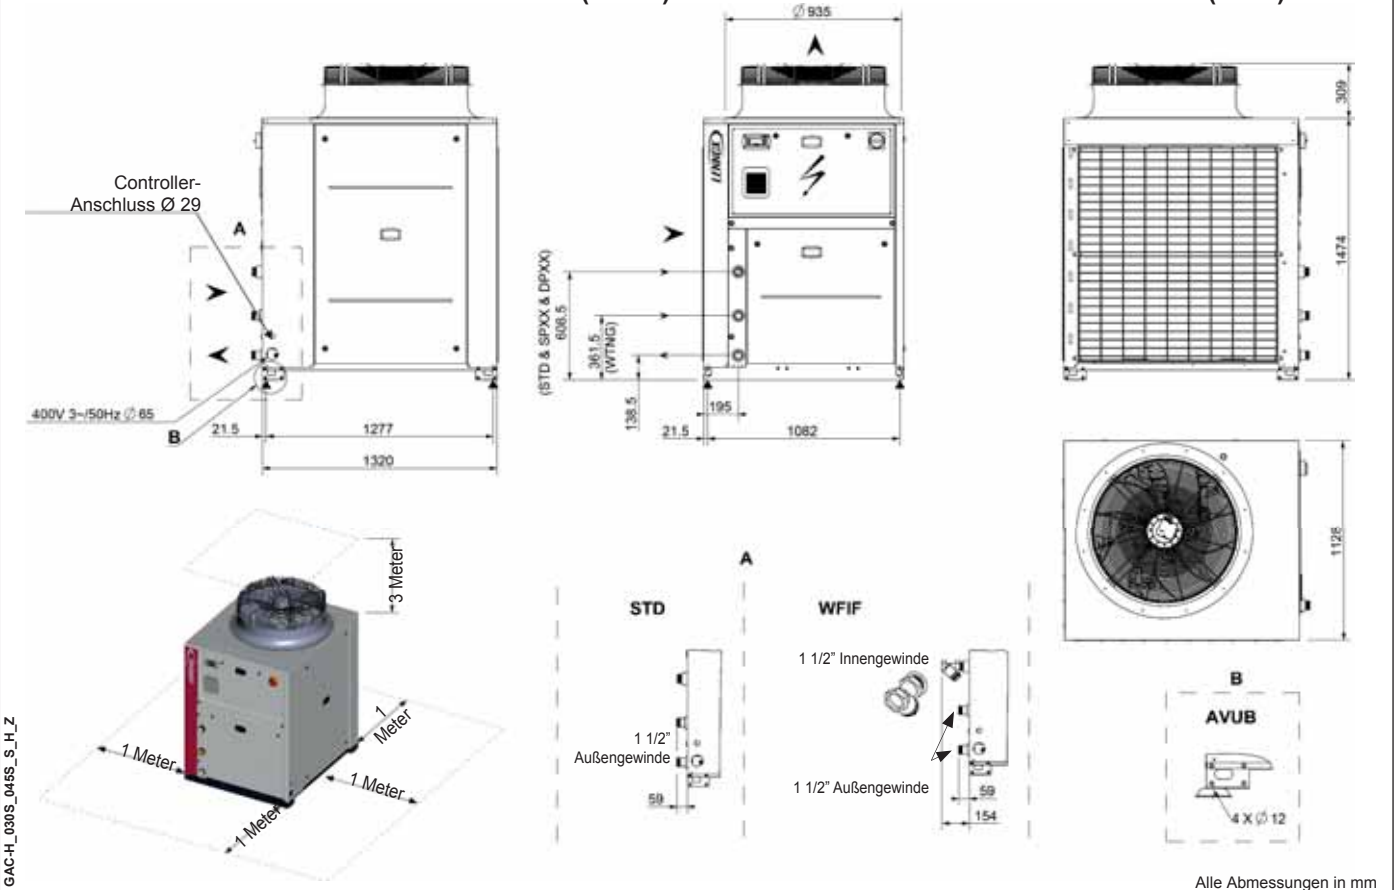 Ø 935
309
1474
Controller-
Anschluss Ø 29
A
LENNOX
(STD & SPXX & DPXX)
608.5
361.5
(WTNG)
138.5
195
400V 3~/50Hz Ø 65
B
21.5
1277
1320
21.5
1082
1128
3 Meter
1 Meter
1
Meter
1 Meter
1 Meter
A
STD
WFIF
1 1/2” Innengewinde
1 1/2”
Außengewinde
1 1/2” Außengewinde
59
59
154
B
AVUB
4 X Ø 12
GAC-H_030S_045S_S_H_Z
Alle Abmessungen in mm